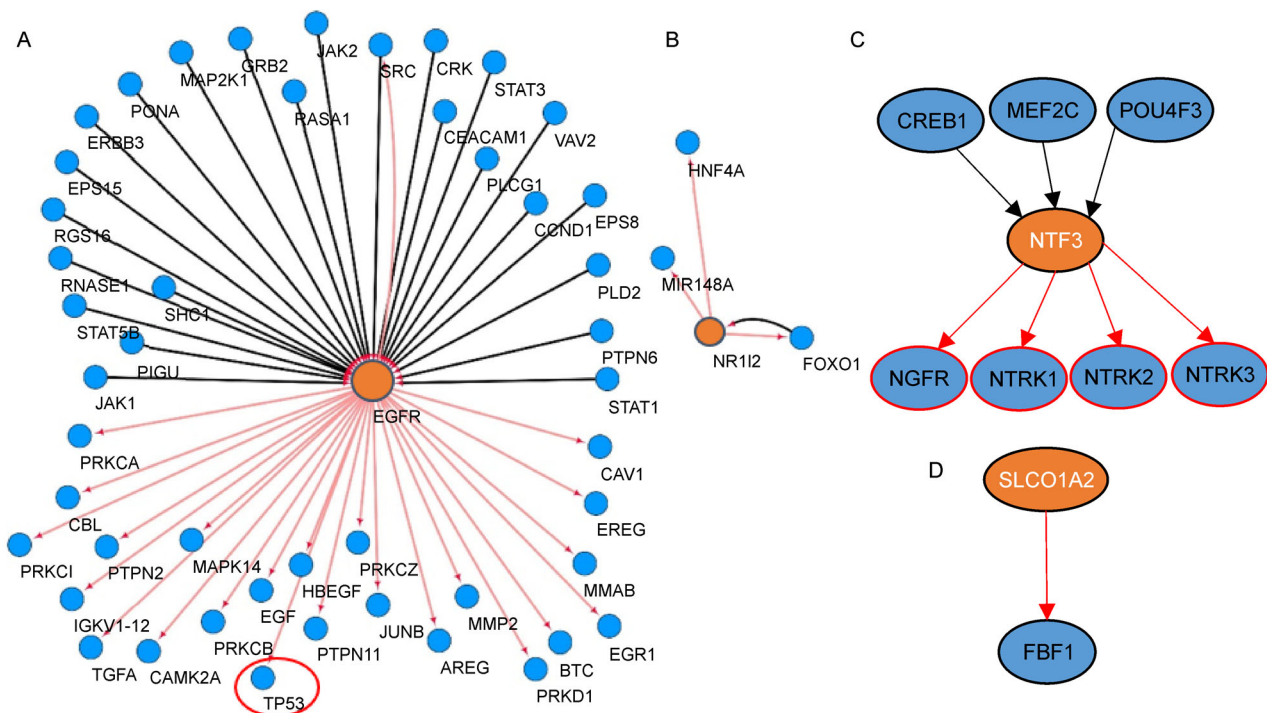 A
B
C
D
JAK2
GRB2
SRC
CRK
MAP2K1
STAT3
PONA
RASA1
CEACAM1
VAV2
ERBB3
EPS15
PLCG1
RGS16
CCND1
EPS8
RNASE1
SHC1
PLD2
STAT5B
PIGU
PTPN6
JAK1
EGFR
STAT1
PRKCA
CAV1
CBL
EREG
PRKCI
PTPN2
MAPK14
PRKCZ
HBEGF
MMAB
IGKV1-12
EGF
JUNB
MMP2
TGFA
CAMK2A
PRKCB
PTPN11
AREG
BTC
EGR1
PRKD1
TP53
HNF4A
MIR148A
NR1I2
FOXO1
CREB1
MEF2C
POU4F3
NTF3
NGFR
NTRK1
NTRK2
NTRK3
SLCO1A2
FBF1